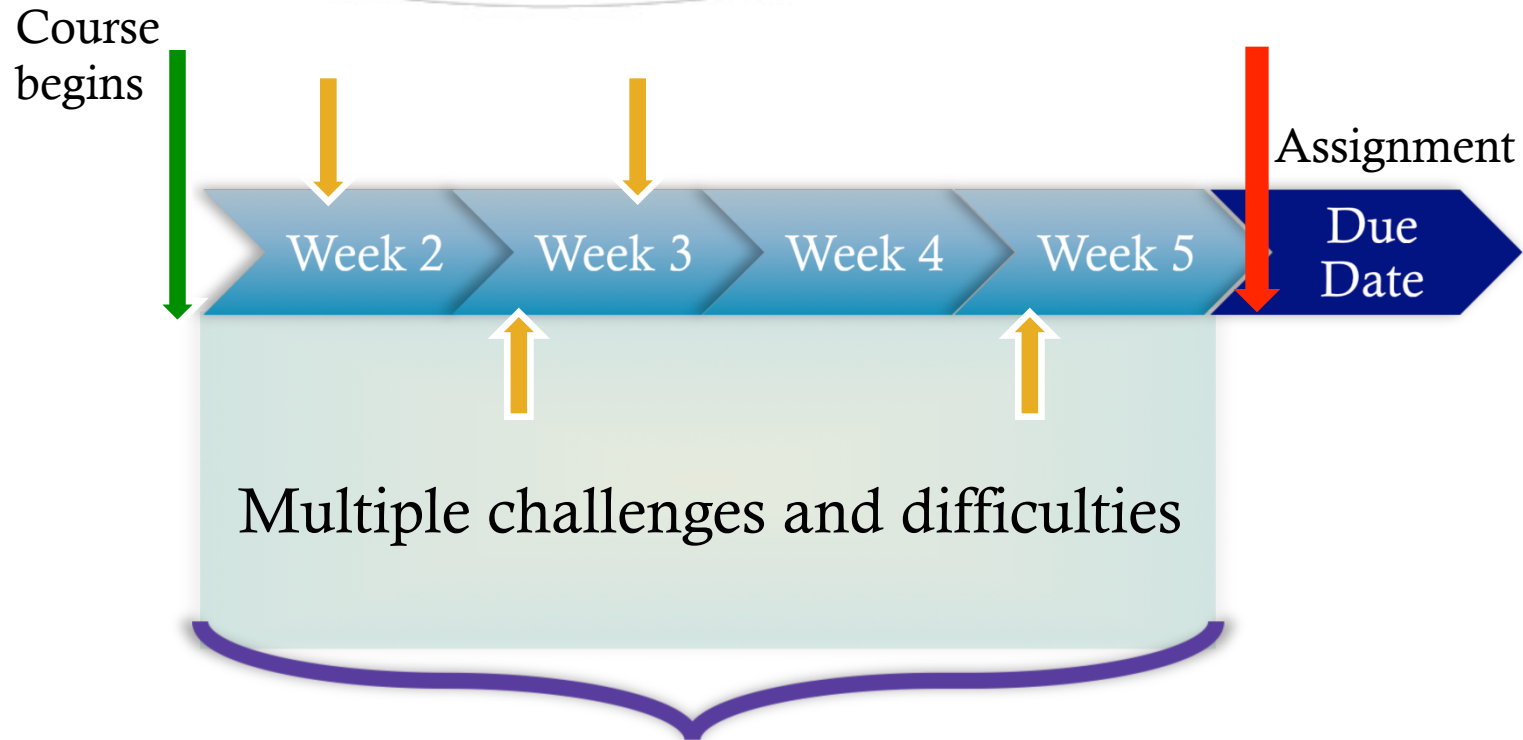 Course
begins
Assignment
Week 2
Week 3
Week 4
Week 5
Due
Date
Multiple challenges and difficulties